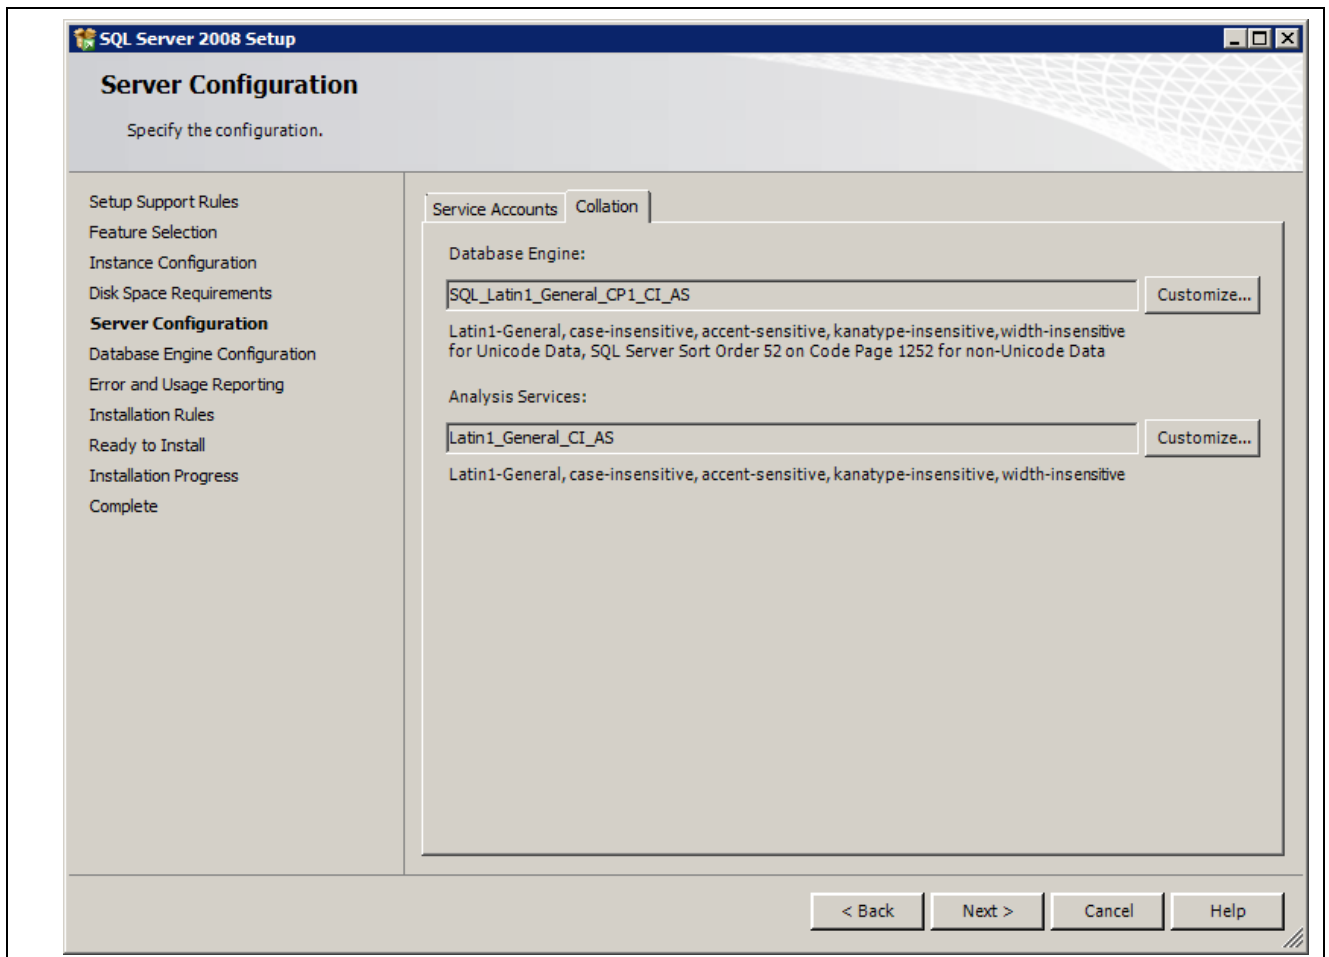 SQL Server 2008 Setup
Server Configuration
Specify the configuration.
Setup Support Rules
Feature Selection
Instance Configuration
Disk Space Requirements
Server Configuration
Database Engine Configuration
Error and Usage Reporting
Installation Rules
Ready to Install
Installation Progress
Complete
Service Accounts
Collation
Database Engine:
SQL_Latin1_General_CP1_CI_AS
Customize...
Latin1-General, case-insensitive, accent-sensitive, kanatype-insensitive, width-insensitive
for Unicode Data, SQL Server Sort Order 52 on Code Page 1252 for non-Unicode Data
Analysis Services:
Latin1_General_CI_AS
Customize...
Latin1-General, case-insensitive, accent-sensitive, kanatype-insensitive, width-insensitive
< Back
Next >
Cancel
Help